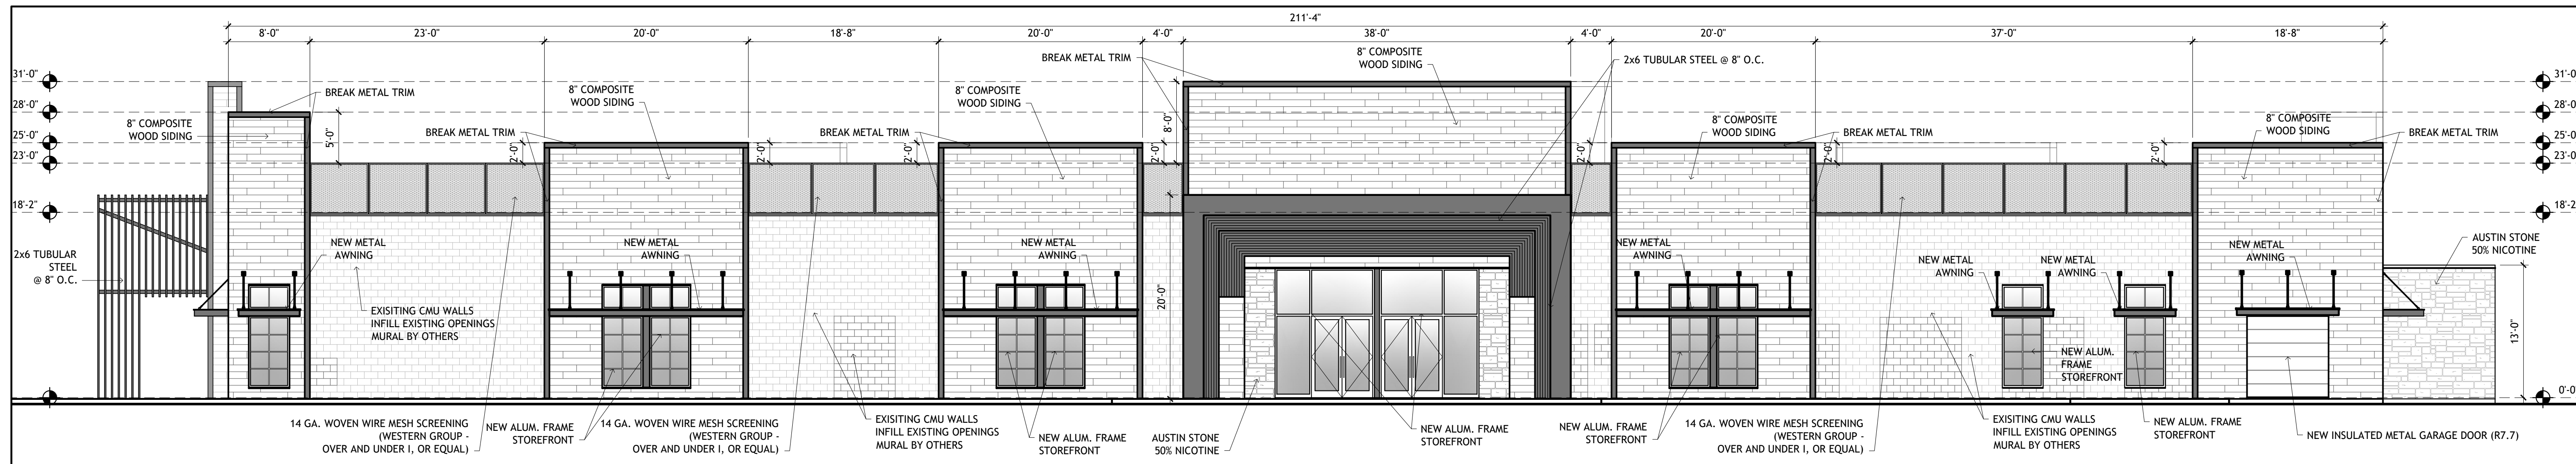 211'-4"
8'-0"
23'-0"
20'-0"
18'-8"
20'-0"
4'-0"
38'-0"
4'-0"
20'-0"
37'-0"
18'-8"
31'-0"
28'-0"
25'-0"
23'-0"
18'-2"
BREAK METAL TRIM
8" COMPOSITE
WOOD SIDING
5'-0"
BREAK METAL TRIM
2'-0"
8" COMPOSITE
WOOD SIDING
2'-0"
BREAK METAL TRIM
2'-0"
8" COMPOSITE
WOOD SIDING
BREAK METAL TRIM
2'-0"
8'-0"
8" COMPOSITE
WOOD SIDING
2x6 TUBULAR STEEL @ 8" O.C.
2'-0"
8" COMPOSITE
WOOD SIDING
BREAK METAL TRIM
2'-0"
2'-0"
8" COMPOSITE
WOOD SIDING
BREAK METAL TRIM
31'-0
28'-0
25'-0
23'-0
18'-2
0'-0
2x6 TUBULAR
STEEL
@ 8" O.C.
NEW METAL
AWNING
EXISITING CMU WALLS
INFILL EXISTING OPENINGS
MURAL BY OTHERS
NEW METAL
AWNING
NEW METAL
AWNING
20'-0"
NEW METAL
AWNING
NEW METAL
AWNING
NEW METAL
AWNING
NEW METAL
AWNING
NEW ALUM.
FRAME
STOREFRONT
AUSTIN STONE
50% NICOTINE
13'-0"
14 GA. WOVEN WIRE MESH SCREENING
(WESTERN GROUP -
OVER AND UNDER I, OR EQUAL)
NEW ALUM. FRAME
STOREFRONT
14 GA. WOVEN WIRE MESH SCREENING
(WESTERN GROUP -
OVER AND UNDER I, OR EQUAL)
EXISITING CMU WALLS
INFILL EXISTING OPENINGS
MURAL BY OTHERS
NEW ALUM. FRAME
STOREFRONT
AUSTIN STONE
50% NICOTINE
NEW ALUM. FRAME
STOREFRONT
NEW ALUM. FRAME
STOREFRONT
14 GA. WOVEN WIRE MESH SCREENING
(WESTERN GROUP -
OVER AND UNDER I, OR EQUAL)
EXISITING CMU WALLS
INFILL EXISTING OPENINGS
MURAL BY OTHERS
NEW ALUM. FRAME
STOREFRONT
NEW INSULATED METAL GARAGE DOOR (R7.7)